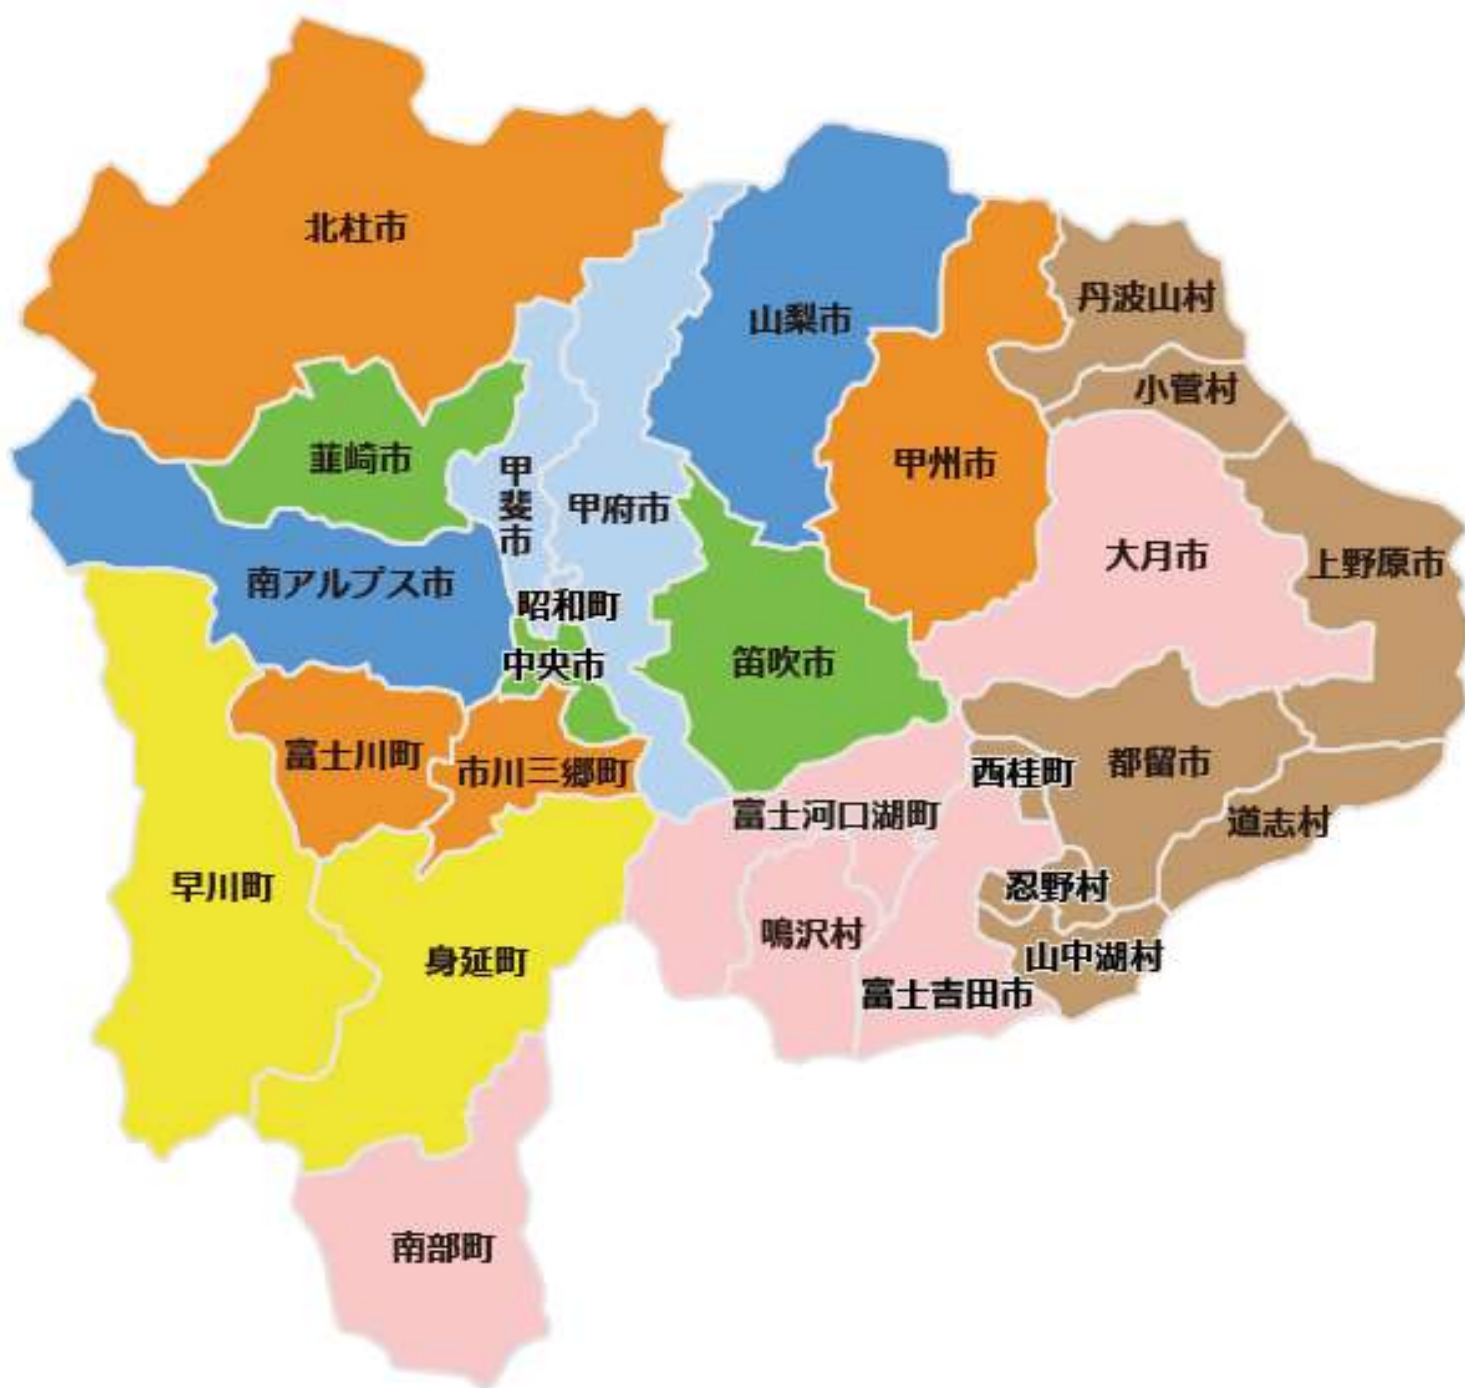 北杜市
丹波山村
山梨市
小菅村
韮崎市
甲斐市
甲府市
甲州市
大月市
上野原市
南アルプス市
昭和町
中央市
笛吹市
富士川町
市川三郷町
西桂町
都留市
富士河口湖町
道志村
早川町
忍野村
鳴沢村
身延町
山中湖村
富士吉田市
南部町